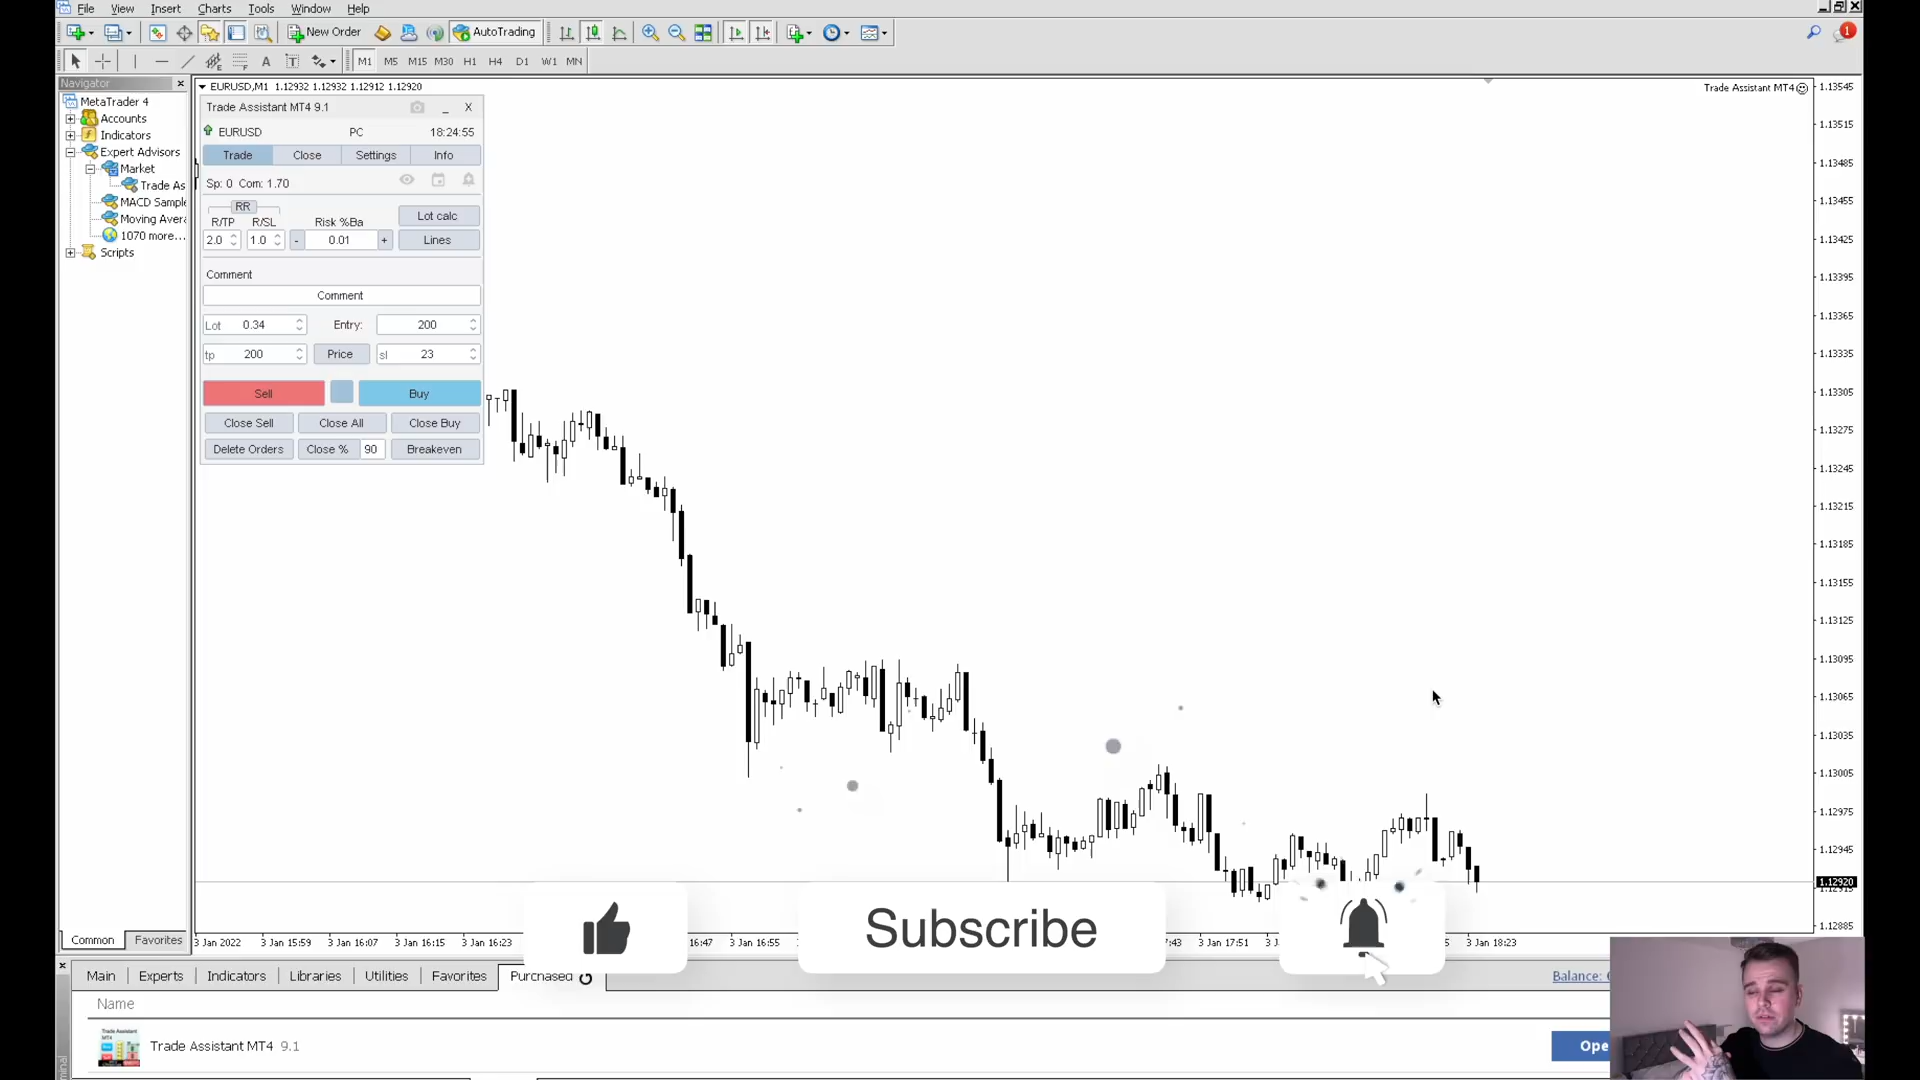 File View Insert Charts Tools Window Help
New Order AutoTrading
1
A T M1 M5 M15 M30 H1 H4 D1 W1 MN
Navigator
MetaTrader 4
Accounts
Indicators
Expert Advisors
Market
Trade As
MACD Sample
Moving Avera
1070 more...
Scripts
Common Favorites
EURUSD,M1 1.12932 1.12932 1.12912 1.12920
Trade Assistant MT4
Trade Assistant MT4 9.1 _ X
EURUSD PC 18:24:55
Trade Close Settings Info
Sp: 0 Com: 1.70
RR
R/TP R/SL Risk %Ba Lot calc
2.0 1.0 - 0.01 + Lines
Comment
Comment
Lot 0.34 Entry: 200
tp 200 Price sl 23
Sell Buy
Close Sell Close All Close Buy
Delete Orders Close % 90 Breakeven
1.13545
1.13515
1.13485
1.13455
1.13425
1.13395
1.13365
1.13335
1.13305
1.13275
1.13245
1.13215
1.13185
1.13155
1.13125
1.13095
1.13065
1.13035
1.13005
1.12975
1.12945
1.12920
1.12885
3 Jan 2022 3 Jan 15:59 3 Jan 16:07 3 Jan 16:15 3 Jan 16:23 16:47 3 Jan 16:55 :43 3 Jan 17:51 3 Jan 18:23
Subscribe
Main Experts Indicators Libraries Utilities Favorites Purchased
Balance:
Name
Trade Assistant MT4 9.1
Ope